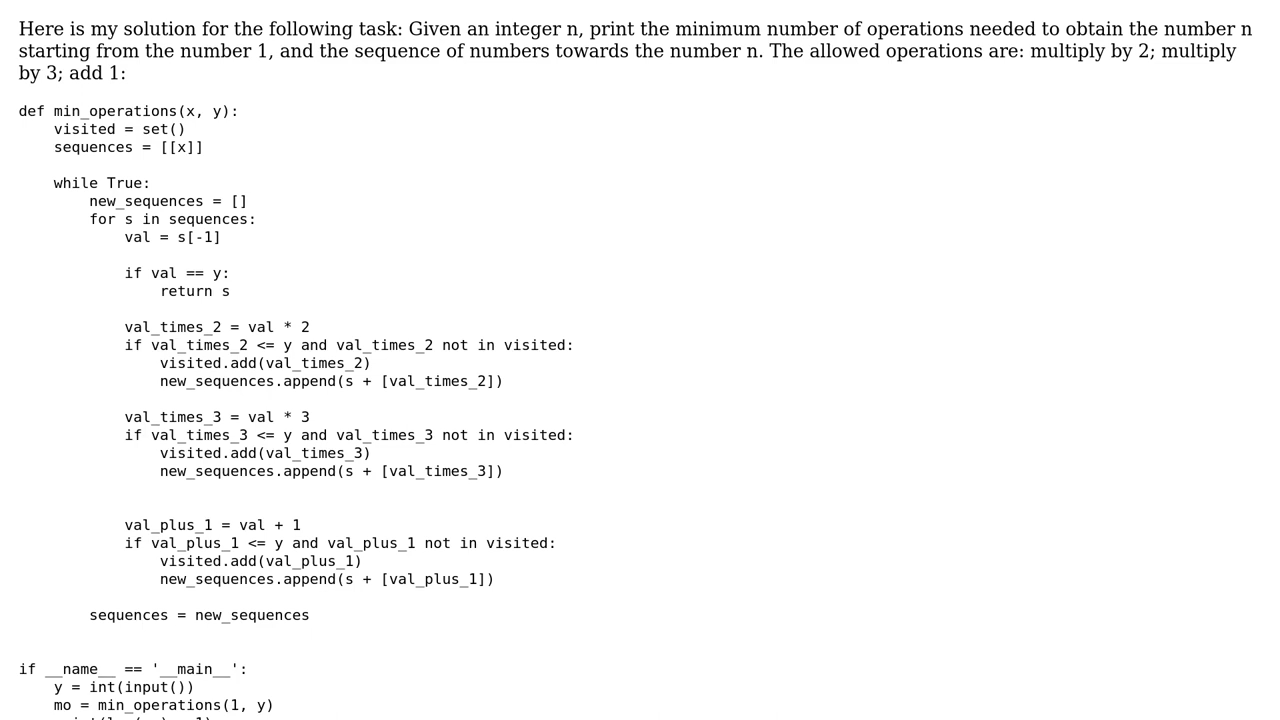 Here is my solution for the following task: Given an integer n, print the minimum number of operations needed to obtain the number n
starting from the number 1, and the sequence of numbers towards the number n. The allowed operations are: multiply by 2; multiply
by 3; add 1:
def min_operations(x, y):
    visited = set()
    sequences = [[x]]
    while True:
        new_sequences = []
        for s in sequences:
            val = s[-1]
            if val == y:
                return s
            val_times_2 = val * 2
            if val_times_2 <= y and val_times_2 not in visited:
                visited.add(val_times_2)
                new_sequences.append(s + [val_times_2])
            val_times_3 = val * 3
            if val_times_3 <= y and val_times_3 not in visited:
                visited.add(val_times_3)
                new_sequences.append(s + [val_times_3])
            val_plus_1 = val + 1
            if val_plus_1 <= y and val_plus_1 not in visited:
                visited.add(val_plus_1)
                new_sequences.append(s + [val_plus_1])
        sequences = new_sequences
if __name__ == '__main__':
    y = int(input())
    mo = min_operations(1, y)